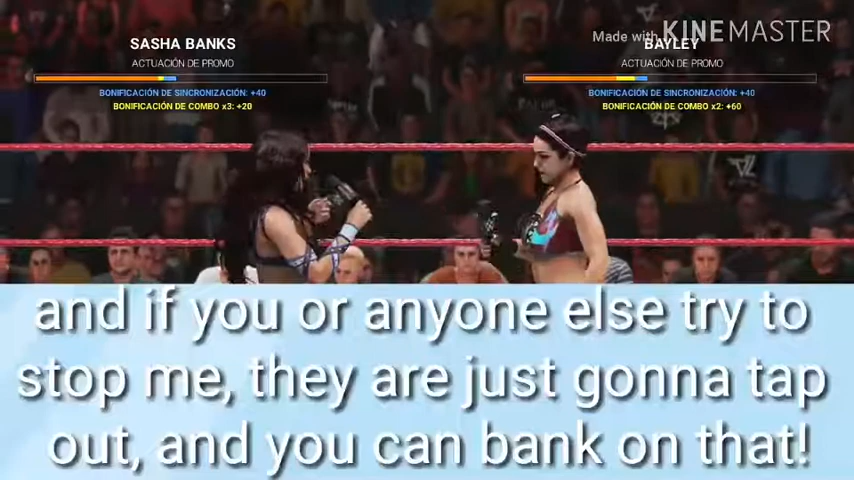 Made with KINEMASTER
SASHA BANKS
BAYLEY
ACTUACIÓN DE PROMO
ACTUACIÓN DE PROMO
BONIFICACIÓN DE SINCRONIZACIÓN: +40
BONIFICACIÓN DE SINCRONIZACIÓN: +40
BONIFICACIÓN DE COMBO x3: +20
BONIFICACIÓN DE COMBO x2: +60
and if you or anyone else try to
stop me, they are just gonna tap
out, and you can bank on that!